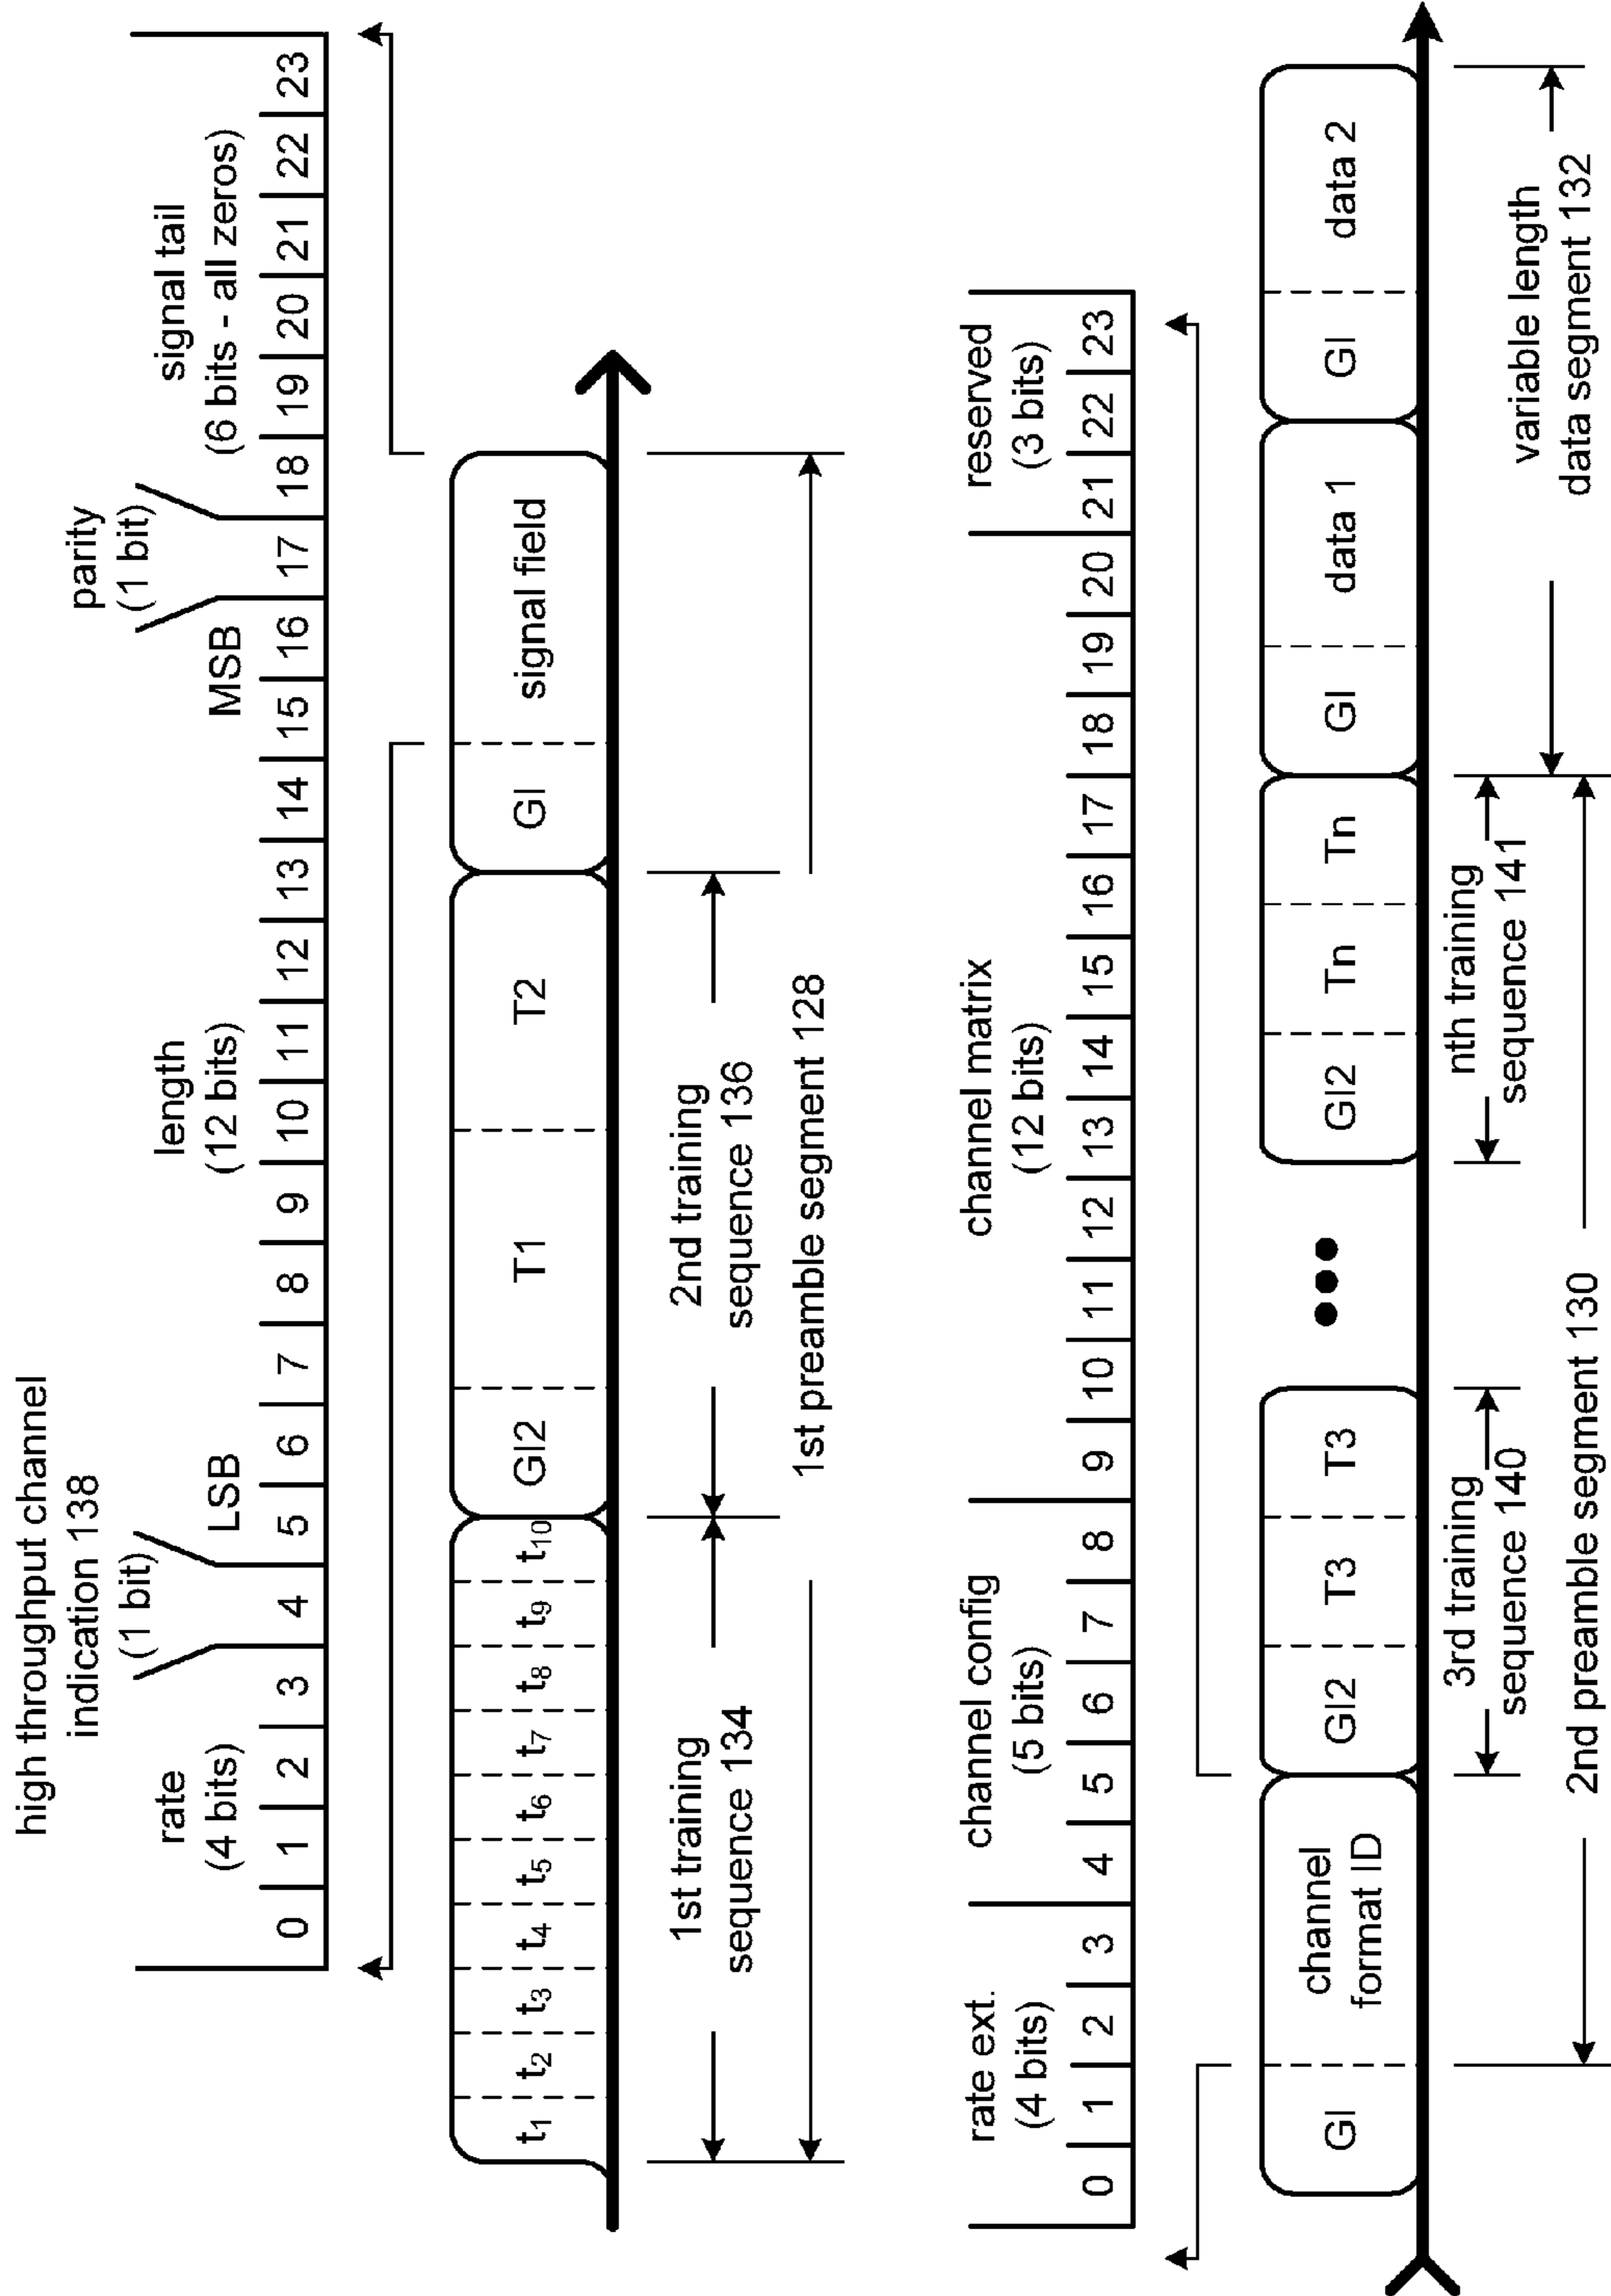 high throughput channel
indication 138
(1 bit)
rate
(4 bits)
LSB
length
(12 bits)
MSB
parity
(1 bit)
signal tail
(6 bits - all zeros)
0 1 2 3 4 5 6 7 8 9 10 11 12 13 14 15 16 17 18 19 20 21 22 23
t1 t2 t3 t4 t5 t6 t7 t8 t9 t10 GI2 T1 T2 GI signal field
1st training
sequence 134
2nd training
sequence 136
1st preamble segment 128
rate ext.
(4 bits)
channel config
(5 bits)
channel matrix
(12 bits)
reserved
(3 bits)
0 1 2 3 4 5 6 7 8 9 10 11 12 13 14 15 16 17 18 19 20 21 22 23
GI channel
format ID
GI2 T3 T3 GI2 Tn Tn GI data 1 GI data 2
3rd training
sequence 140
nth training
sequence 141
2nd preamble segment 130
variable length
data segment 132